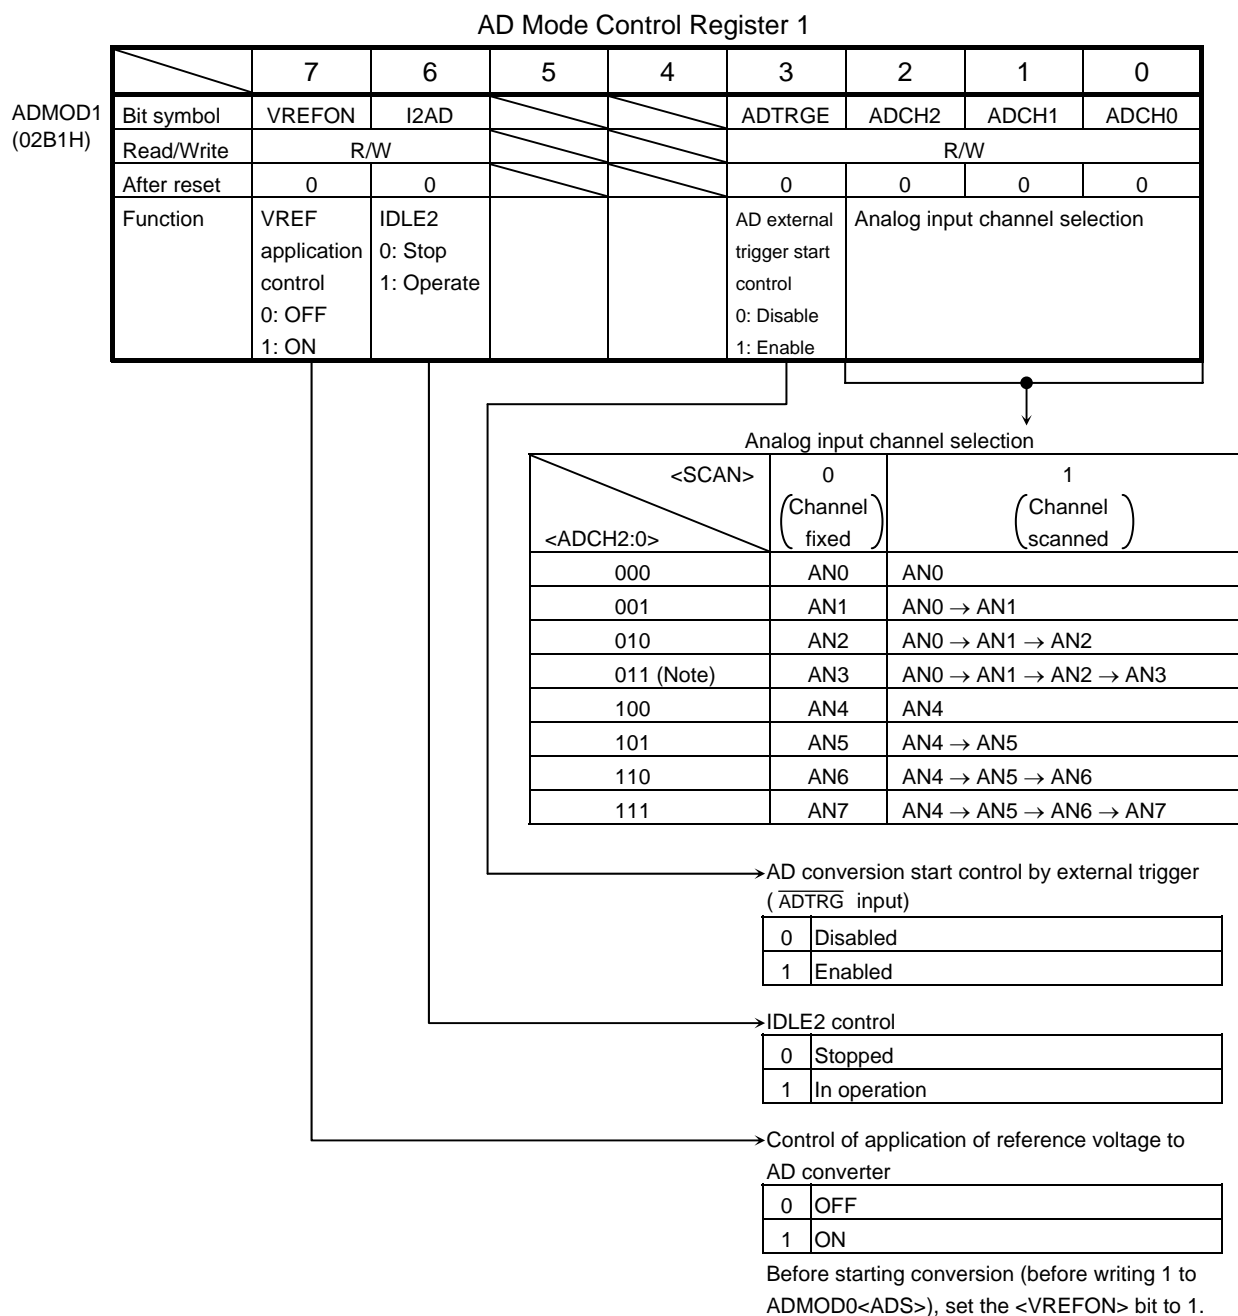 AD Mode Control Register 1
7 6 5 4 3 2 1 0
ADMOD1
(02B1H)
Bit symbol VREFON I2AD ADTRGE ADCH2 ADCH1 ADCH0
Read/Write R/W R/W
After reset 0 0 0 0 0 0
Function VREF IDLE2 AD external Analog input channel selection
application 0: Stop trigger start
control 1: Operate control
0: OFF 0: Disable
1: ON 1: Enable
Analog input channel selection
<SCAN> 0 1
(Channel (Channel
<ADCH2:0> fixed) scanned)
000 AN0 AN0
001 AN1 AN0 → AN1
010 AN2 AN0 → AN1 → AN2
011 (Note) AN3 AN0 → AN1 → AN2 → AN3
100 AN4 AN4
101 AN5 AN4 → AN5
110 AN6 AN4 → AN5 → AN6
111 AN7 AN4 → AN5 → AN6 → AN7
AD conversion start control by external trigger
( ADTRG input)
0 Disabled
1 Enabled
IDLE2 control
0 Stopped
1 In operation
Control of application of reference voltage to
AD converter
0 OFF
1 ON
Before starting conversion (before writing 1 to
ADMOD0<ADS>), set the <VREFON> bit to 1.